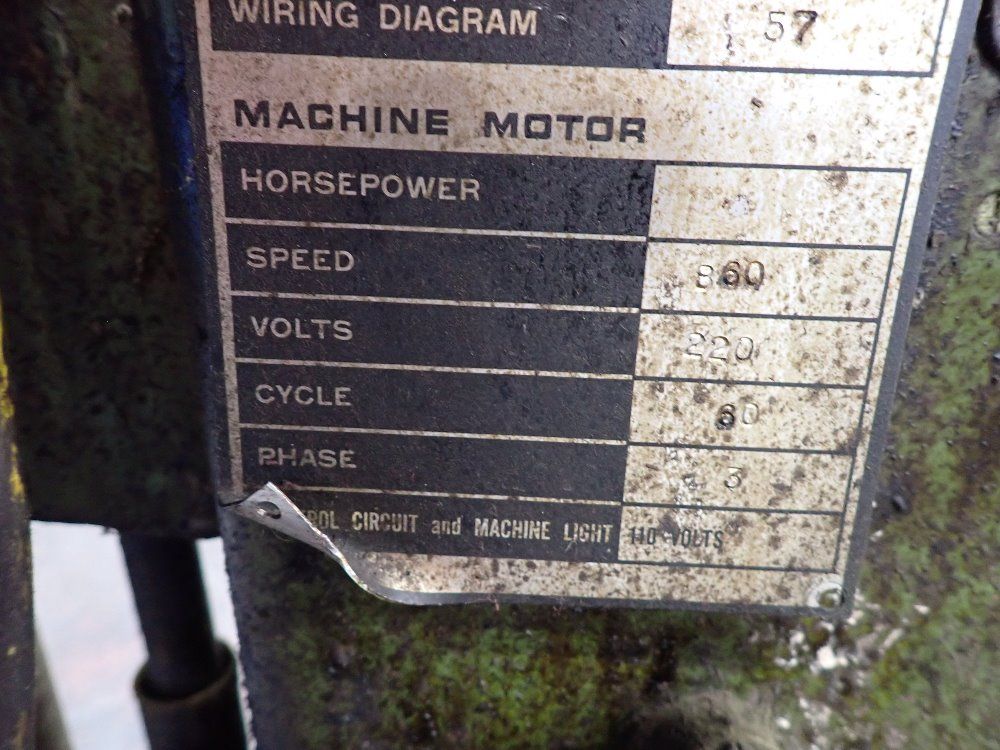 WIRING DIAGRAM 57
MACHINE MOTOR
HORSEPOWER
SPEED 860
VOLTS 220
CYCLE 60
PHASE 3
CIRCUIT and MACHINE LIGHT 110 VOLTS